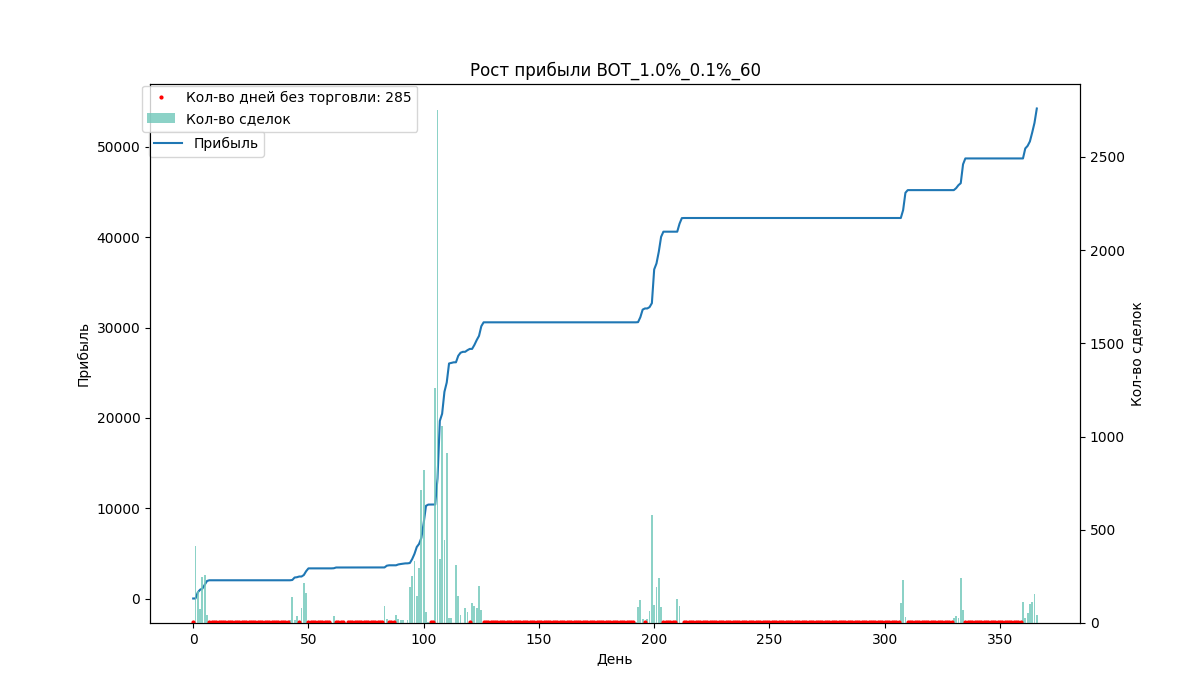 Рост прибыли BOT_1.0%_0.1%_60
Кол-во дней без торговли: 285
Кол-во сделок
Прибыль
50000
40000
30000
20000
10000
0
Прибыль
2500
2000
1500
1000
500
0
Кол-во сделок
0 50 100 150 200 250 300 350
День